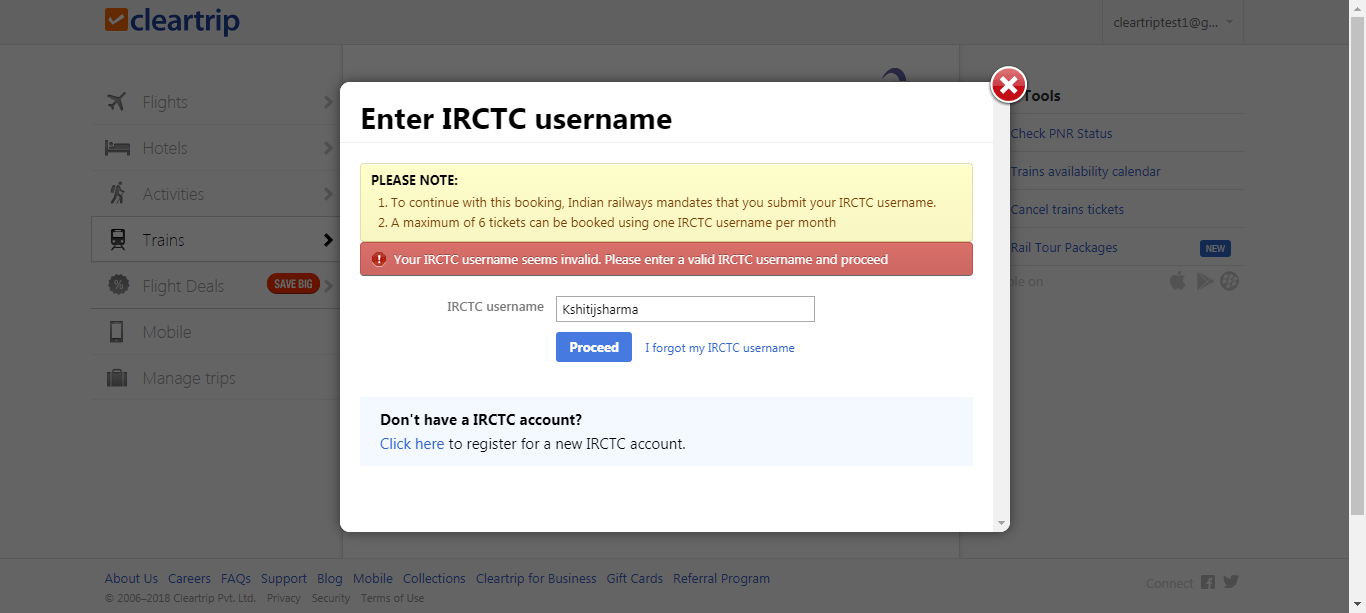 cleartrip
cleartriptest1@g...
Flights
Hotels
Activities
Trains
Flight Deals
SAVE BIG
Mobile
Manage trips
Enter IRCTC username
PLEASE NOTE:
1. To continue with this booking, Indian railways mandates that you submit your IRCTC username.
2. A maximum of 6 tickets can be booked using one IRCTC username per month
Your IRCTC username seems invalid. Please enter a valid IRCTC username and proceed
IRCTC username
Kshitijsharma
Proceed
I forgot my IRCTC username
Don't have a IRCTC account?
Click here to register for a new IRCTC account.
Tools
Check PNR Status
Trains availability calendar
Cancel trains tickets
Rail Tour Packages
NEW
on
About Us Careers FAQs Support Blog Mobile Collections Cleartrip for Business Gift Cards Referral Program
© 2006–2018 Cleartrip Pvt. Ltd. Privacy Security Terms of Use
Connect